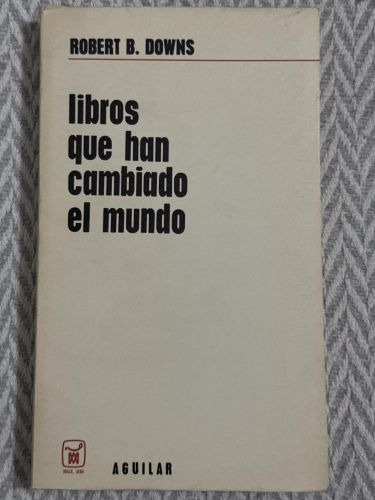 ROBERT B. DOWNS
libros
que han
cambiado
el mundo
AGUILAR